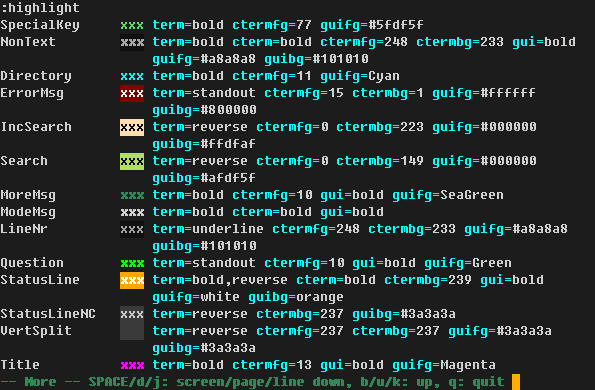 :highlight
SpecialKey xxx term=bold ctermfg=77 guifg=#5fdf5f
NonText xxx term=bold cterm=bold ctermfg=248 ctermbg=233 gui=bold
guifg=#a8a8a8 guibg=#101010
Directory xxx term=bold ctermfg=11 guifg=Cyan
ErrorMsg xxx term=standout ctermfg=15 ctermbg=1 guifg=#ffffff
guibg=#800000
IncSearch xxx term=reverse ctermfg=0 ctermbg=223 guifg=#000000
guibg=#ffdfaf
Search xxx term=reverse ctermfg=0 ctermbg=149 guifg=#000000
guibg=#afdf5f
MoreMsg xxx term=bold ctermfg=10 gui=bold guifg=SeaGreen
ModeMsg xxx term=bold cterm=bold gui=bold
LineNr xxx term=underline ctermfg=248 ctermbg=233 guifg=#a8a8a8
guibg=#101010
Question xxx term=standout ctermfg=10 gui=bold guifg=Green
StatusLine xxx term=bold,reverse cterm=bold ctermbg=239 gui=bold
guifg=white guibg=orange
StatusLineNC xxx term=reverse ctermbg=237 guibg=#3a3a3a
VertSplit term=reverse ctermfg=237 ctermbg=237 guifg=#3a3a3a
guibg=#3a3a3a
Title xxx term=bold ctermfg=13 gui=bold guifg=Magenta
-- More -- SPACE/d/j: screen/page/line down, b/u/k: up, q: quit